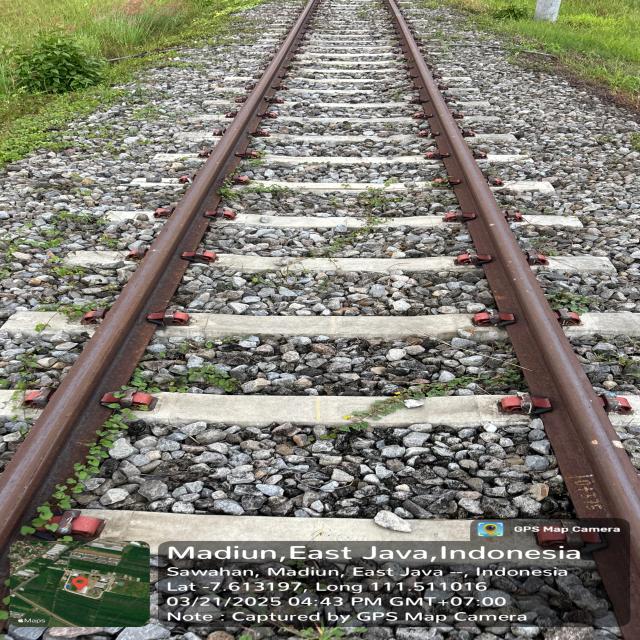 GPS Map Camera
Madiun,East Java,Indonesia
Sawahan, Madiun, East Java --, Indonesia
Lat -7.613197, Long 111.511016
03/21/2025 04:43 PM GMT+07:00
Note : Captured by GPS Map Camera
Maps